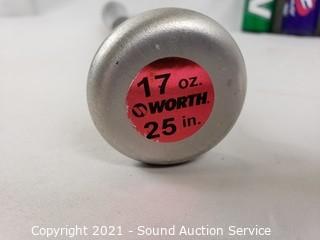 17 oz.
WORTH.
25 in.
Copyright 2021 - Sound Auction Service